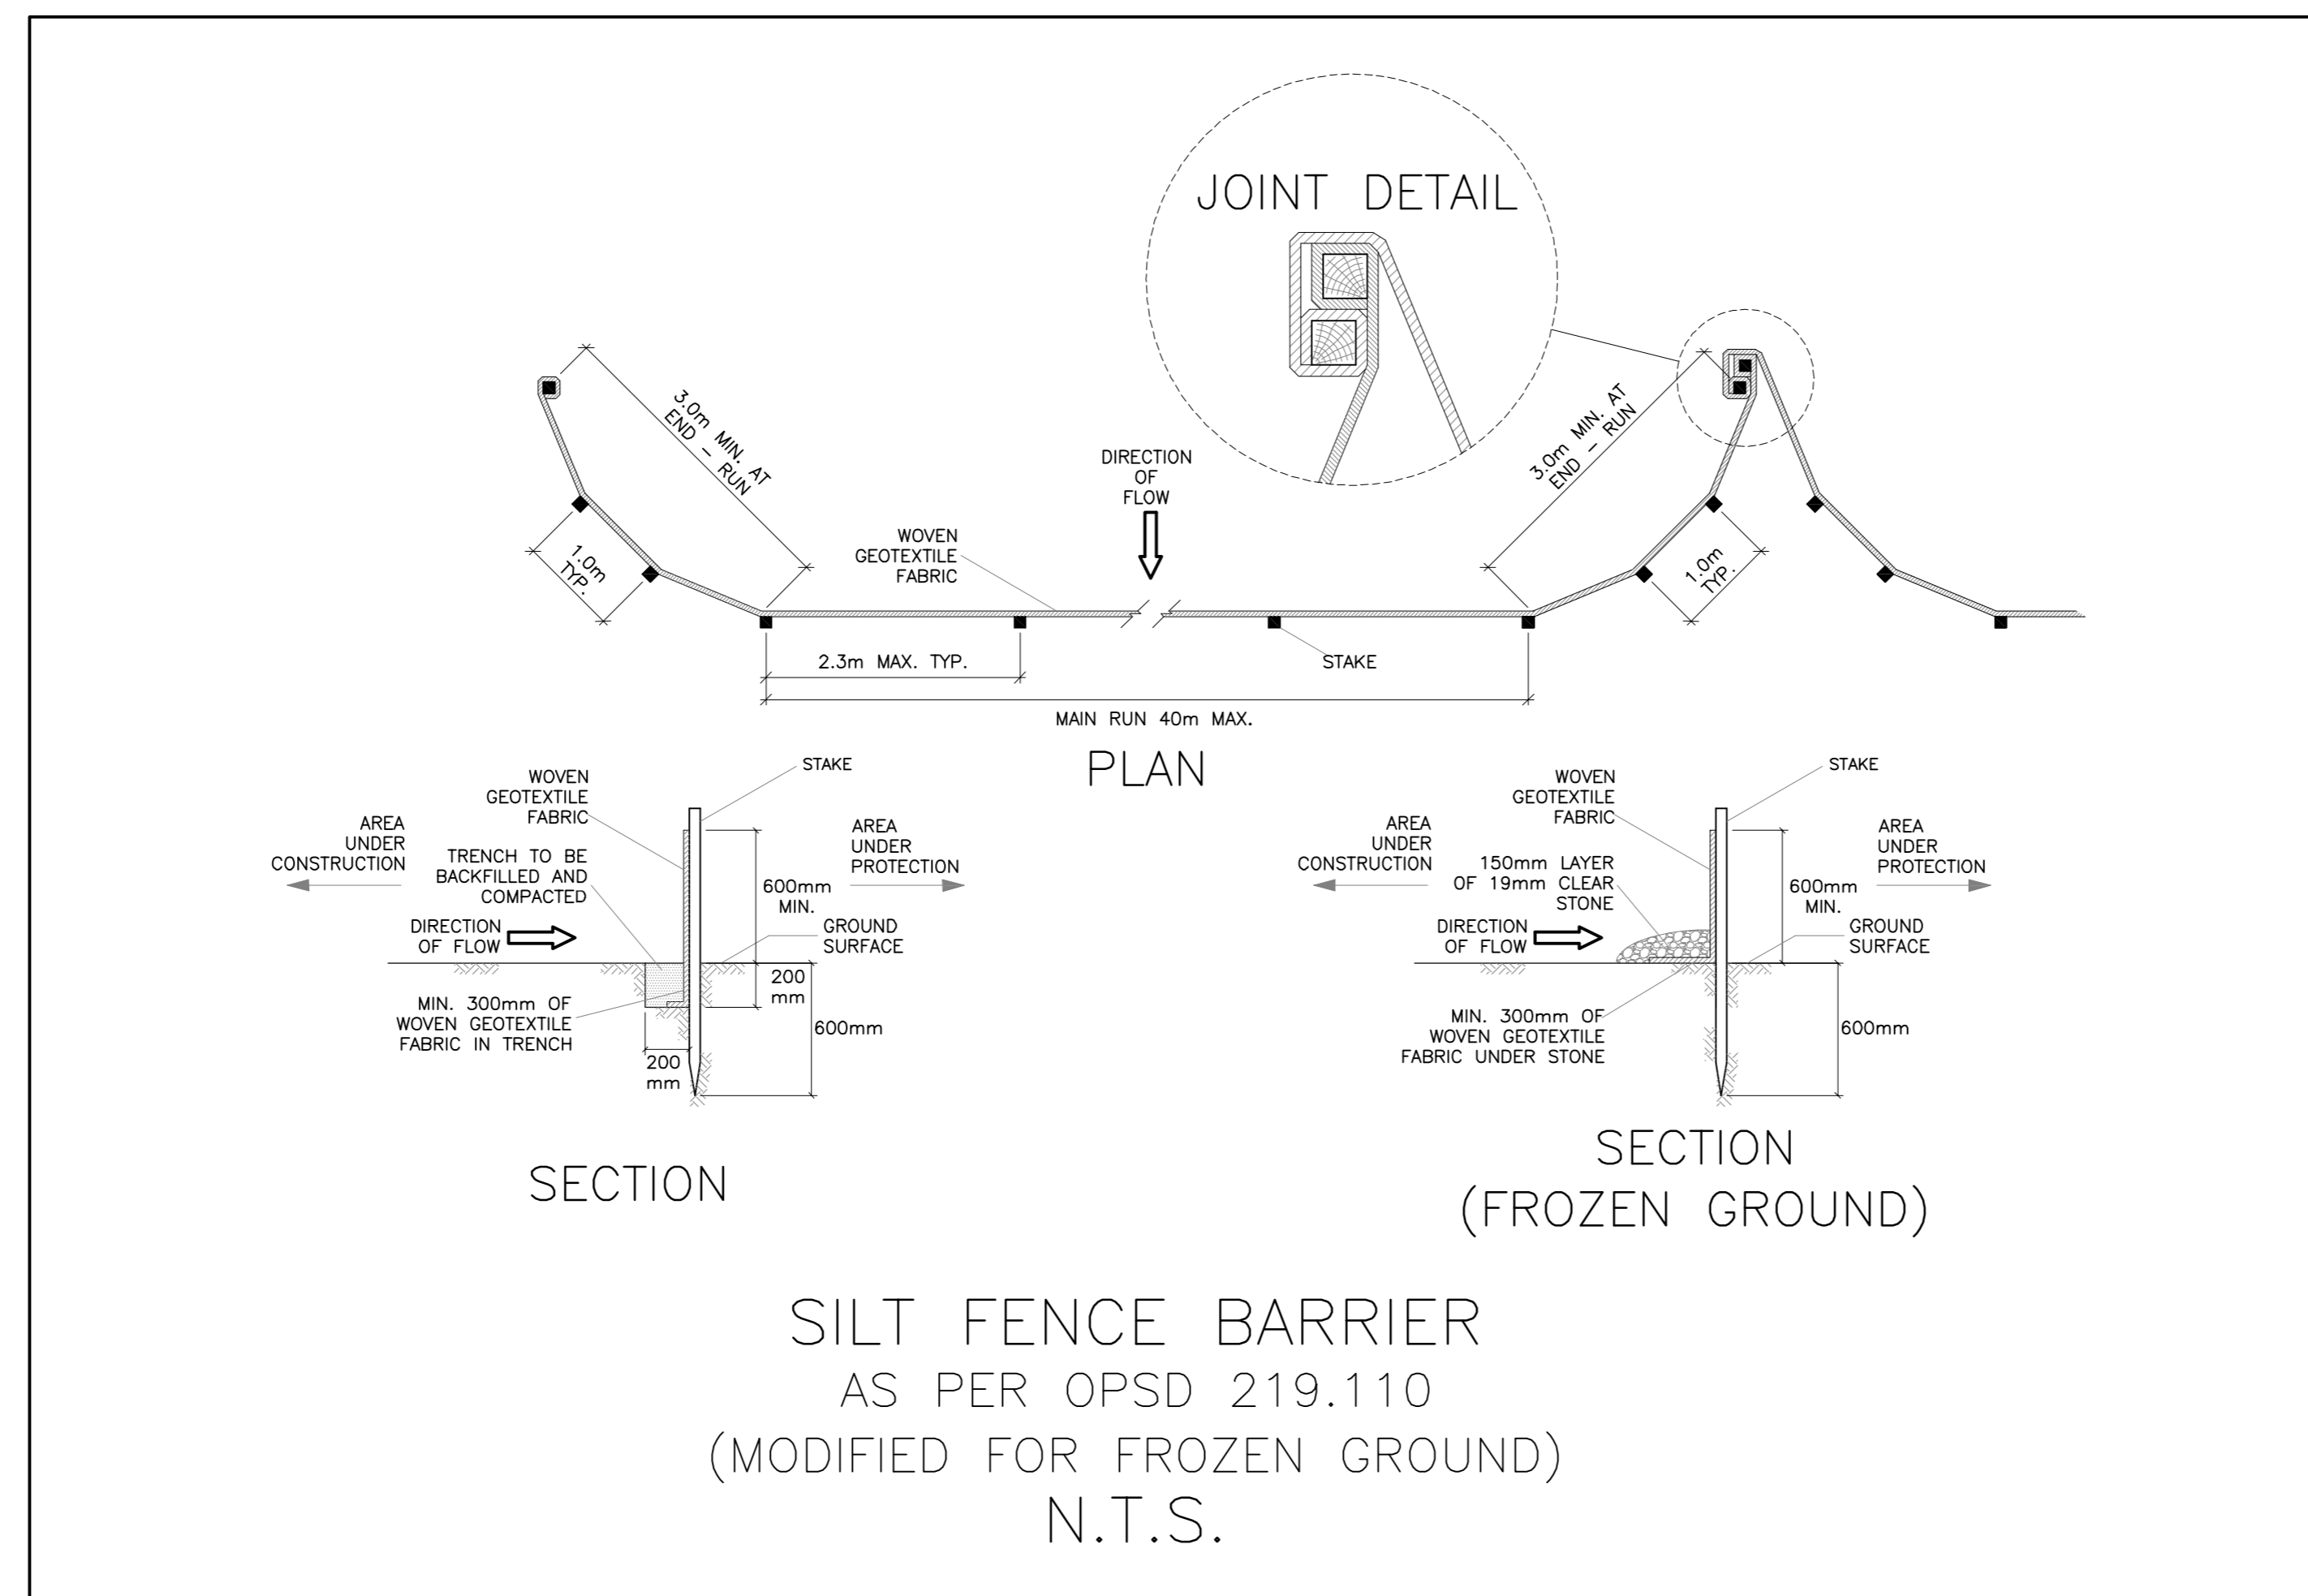 JOINT DETAIL
3.0m MIN. AT
END – RUN
1.0m
TYP.
WOVEN
GEOTEXTILE
FABRIC
DIRECTION
OF
FLOW
3.0m MIN. AT
END – RUN
1.0m
TYP.
2.3m MAX. TYP.
STAKE
MAIN RUN 40m MAX.
PLAN
STAKE
WOVEN
GEOTEXTILE
FABRIC
AREA
UNDER
CONSTRUCTION
TRENCH TO BE
BACKFILLED AND
COMPACTED
AREA
UNDER
PROTECTION
600mm
MIN.
DIRECTION
OF FLOW
GROUND
SURFACE
200
mm
MIN. 300mm OF
WOVEN GEOTEXTILE
FABRIC IN TRENCH
600mm
200
mm
SECTION
STAKE
WOVEN
GEOTEXTILE
FABRIC
AREA
UNDER
CONSTRUCTION
150mm LAYER
OF 19mm CLEAR
STONE
AREA
UNDER
PROTECTION
600mm
MIN.
DIRECTION
OF FLOW
GROUND
SURFACE
MIN. 300mm OF
WOVEN GEOTEXTILE
FABRIC UNDER STONE
600mm
SECTION
(FROZEN GROUND)
SILT FENCE BARRIER
AS PER OPSD 219.110
(MODIFIED FOR FROZEN GROUND)
N.T.S.